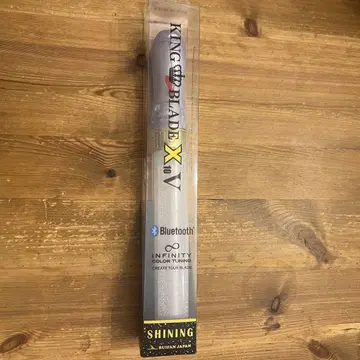 KING BLADE X10 V
Bluetooth
INFINITY
COLOR TUNING
CREATE YOUR BLADE
SHINING
RUIFAN JAPAN